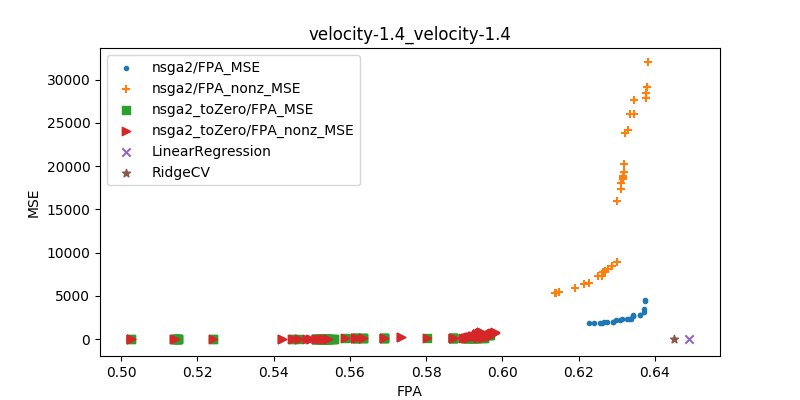 velocity-1.4_velocity-1.4
nsga2/FPA_MSE
nsga2/FPA_nonz_MSE
nsga2_toZero/FPA_MSE
nsga2_toZero/FPA_nonz_MSE
LinearRegression
RidgeCV
MSE
30000
25000
20000
15000
10000
5000
0
0.50 0.52 0.54 0.56 0.58 0.60 0.62 0.64
FPA